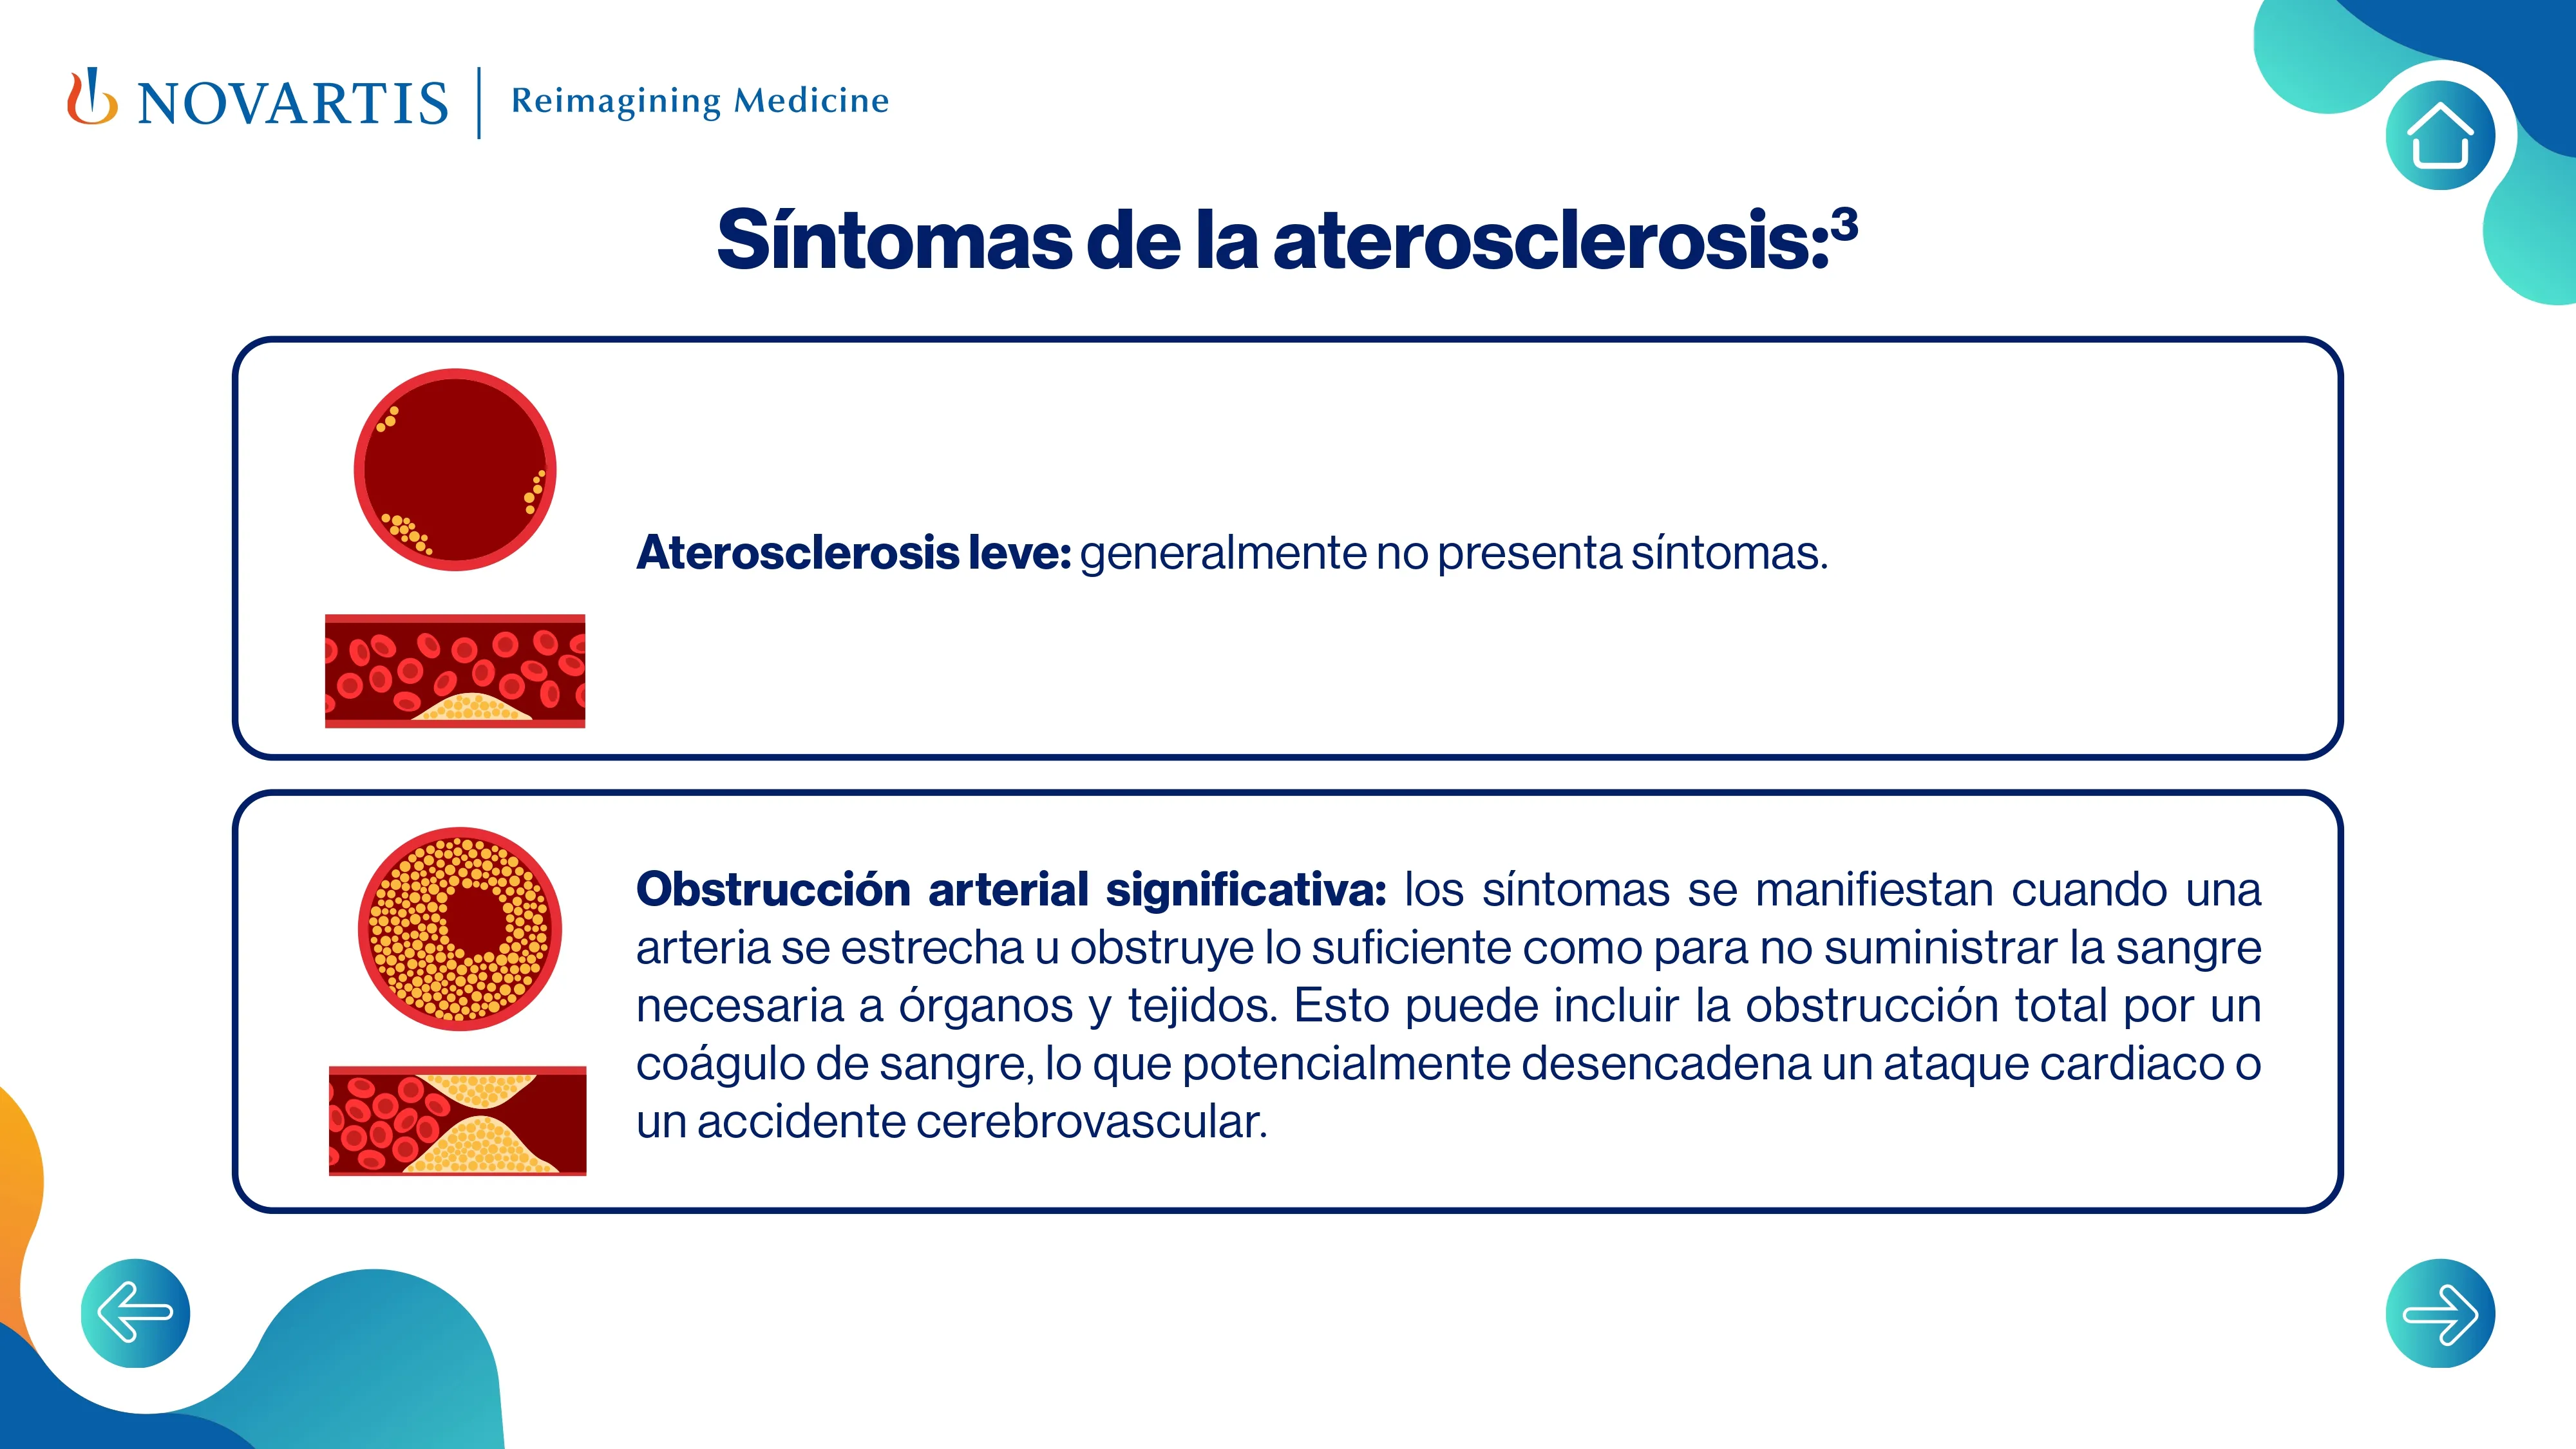 NOVARTIS | Reimagining Medicine
Síntomas de la aterosclerosis:³
Aterosclerosis leve: generalmente no presenta síntomas.
Obstrucción arterial significativa: los síntomas se manifiestan cuando una
arteria se estrecha u obstruye lo suficiente como para no suministrar la sangre
necesaria a órganos y tejidos. Esto puede incluir la obstrucción total por un
coágulo de sangre, lo que potencialmente desencadena un ataque cardiaco o
un accidente cerebrovascular.